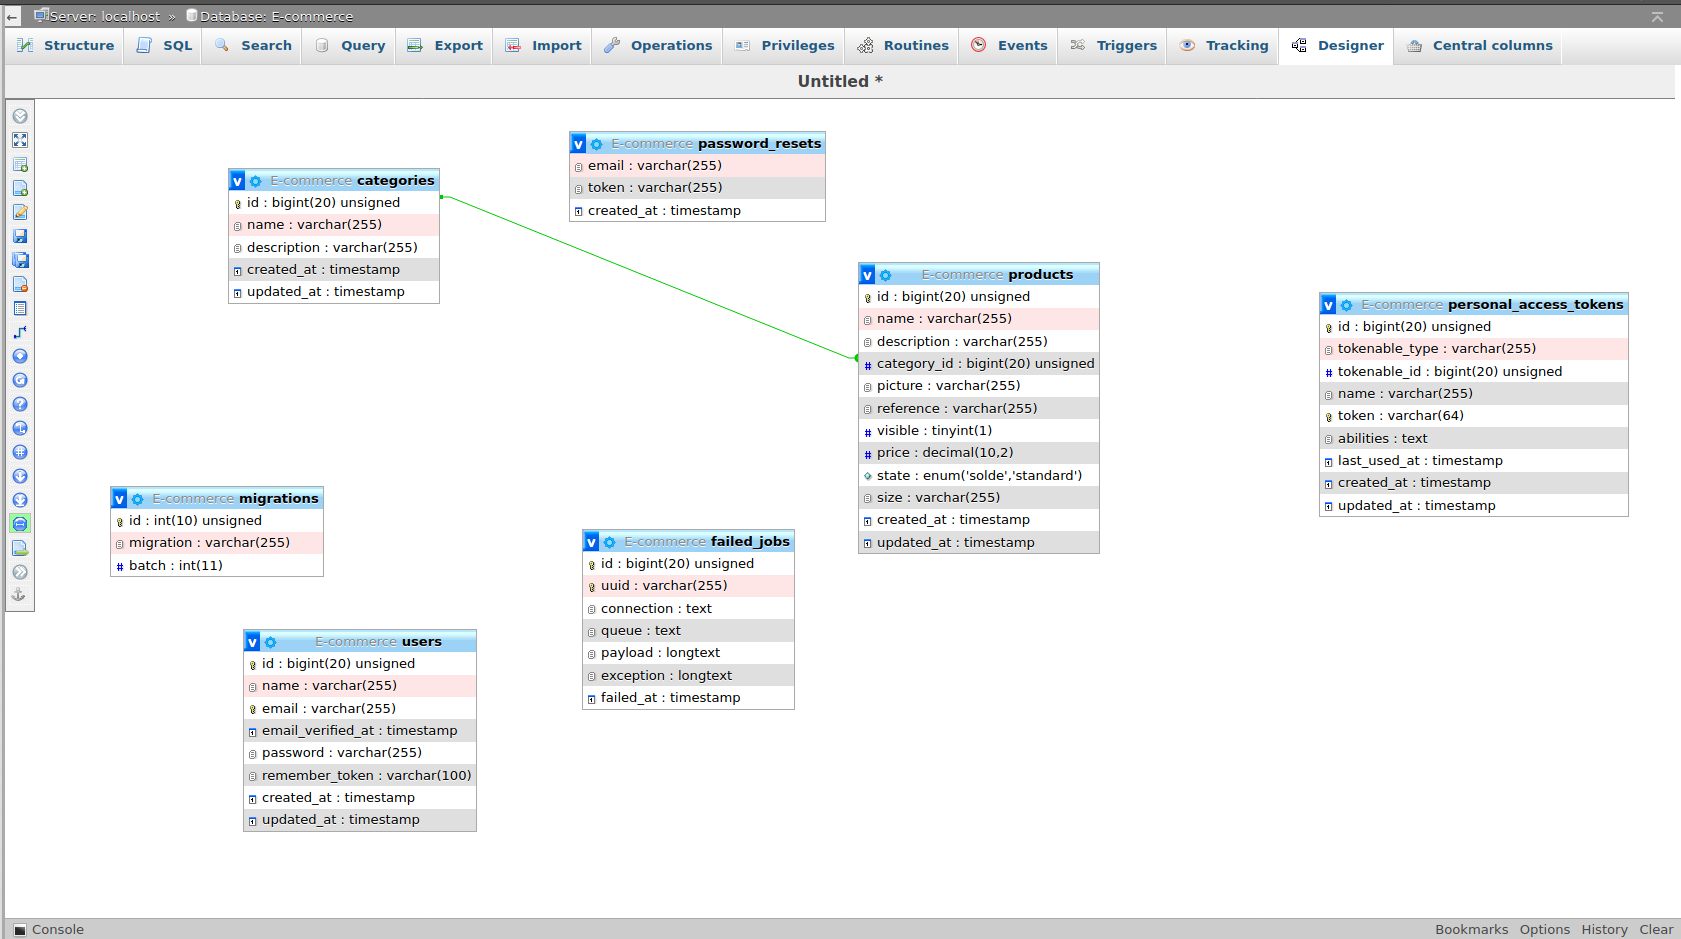 Server: localhost » Database: E-commerce
Structure SQL Search Query Export Import Operations Privileges Routines Events Triggers Tracking Designer Central columns
Untitled *
E-commerce categories
id : bigint(20) unsigned
name : varchar(255)
description : varchar(255)
created_at : timestamp
updated_at : timestamp
E-commerce password_resets
email : varchar(255)
token : varchar(255)
created_at : timestamp
E-commerce products
id : bigint(20) unsigned
name : varchar(255)
description : varchar(255)
category_id : bigint(20) unsigned
picture : varchar(255)
reference : varchar(255)
visible : tinyint(1)
price : decimal(10,2)
state : enum('solde','standard')
size : varchar(255)
created_at : timestamp
updated_at : timestamp
E-commerce personal_access_tokens
id : bigint(20) unsigned
tokenable_type : varchar(255)
tokenable_id : bigint(20) unsigned
name : varchar(255)
token : varchar(64)
abilities : text
last_used_at : timestamp
created_at : timestamp
updated_at : timestamp
E-commerce migrations
id : int(10) unsigned
migration : varchar(255)
batch : int(11)
E-commerce failed_jobs
id : bigint(20) unsigned
uuid : varchar(255)
connection : text
queue : text
payload : longtext
exception : longtext
failed_at : timestamp
E-commerce users
id : bigint(20) unsigned
name : varchar(255)
email : varchar(255)
email_verified_at : timestamp
password : varchar(255)
remember_token : varchar(100)
created_at : timestamp
updated_at : timestamp
Console
Bookmarks Options History Clear